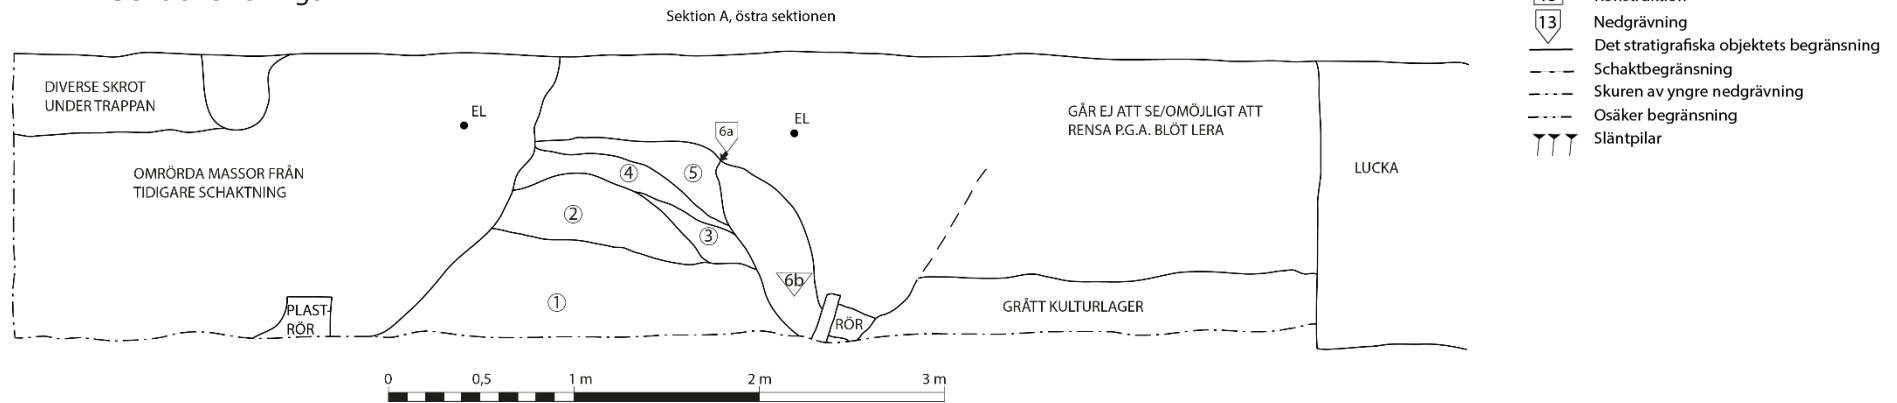 Sektion A, östra sektionen
DIVERSE SKROT
UNDER TRAPPAN
EL
OMRÖRDA MASSOR FRÅN
TIDIGARE SCHAKTNING
6a
EL
GÅR EJ ATT SE/OMÖJLIGT ATT
RENSA P.G.A. BLÖT LERA
LUCKA
4
5
2
3
1
6b
PLAST-
RÖR
RÖR
GRÅTT KULTURLAGER
0 0,5 1 m 2 m 3 m
13
Nedgrävning
Det stratigrafiska objektets begränsning
Schaktbegränsning
Skuren av yngre nedgrävning
Osäker begränsning
Släntpilar